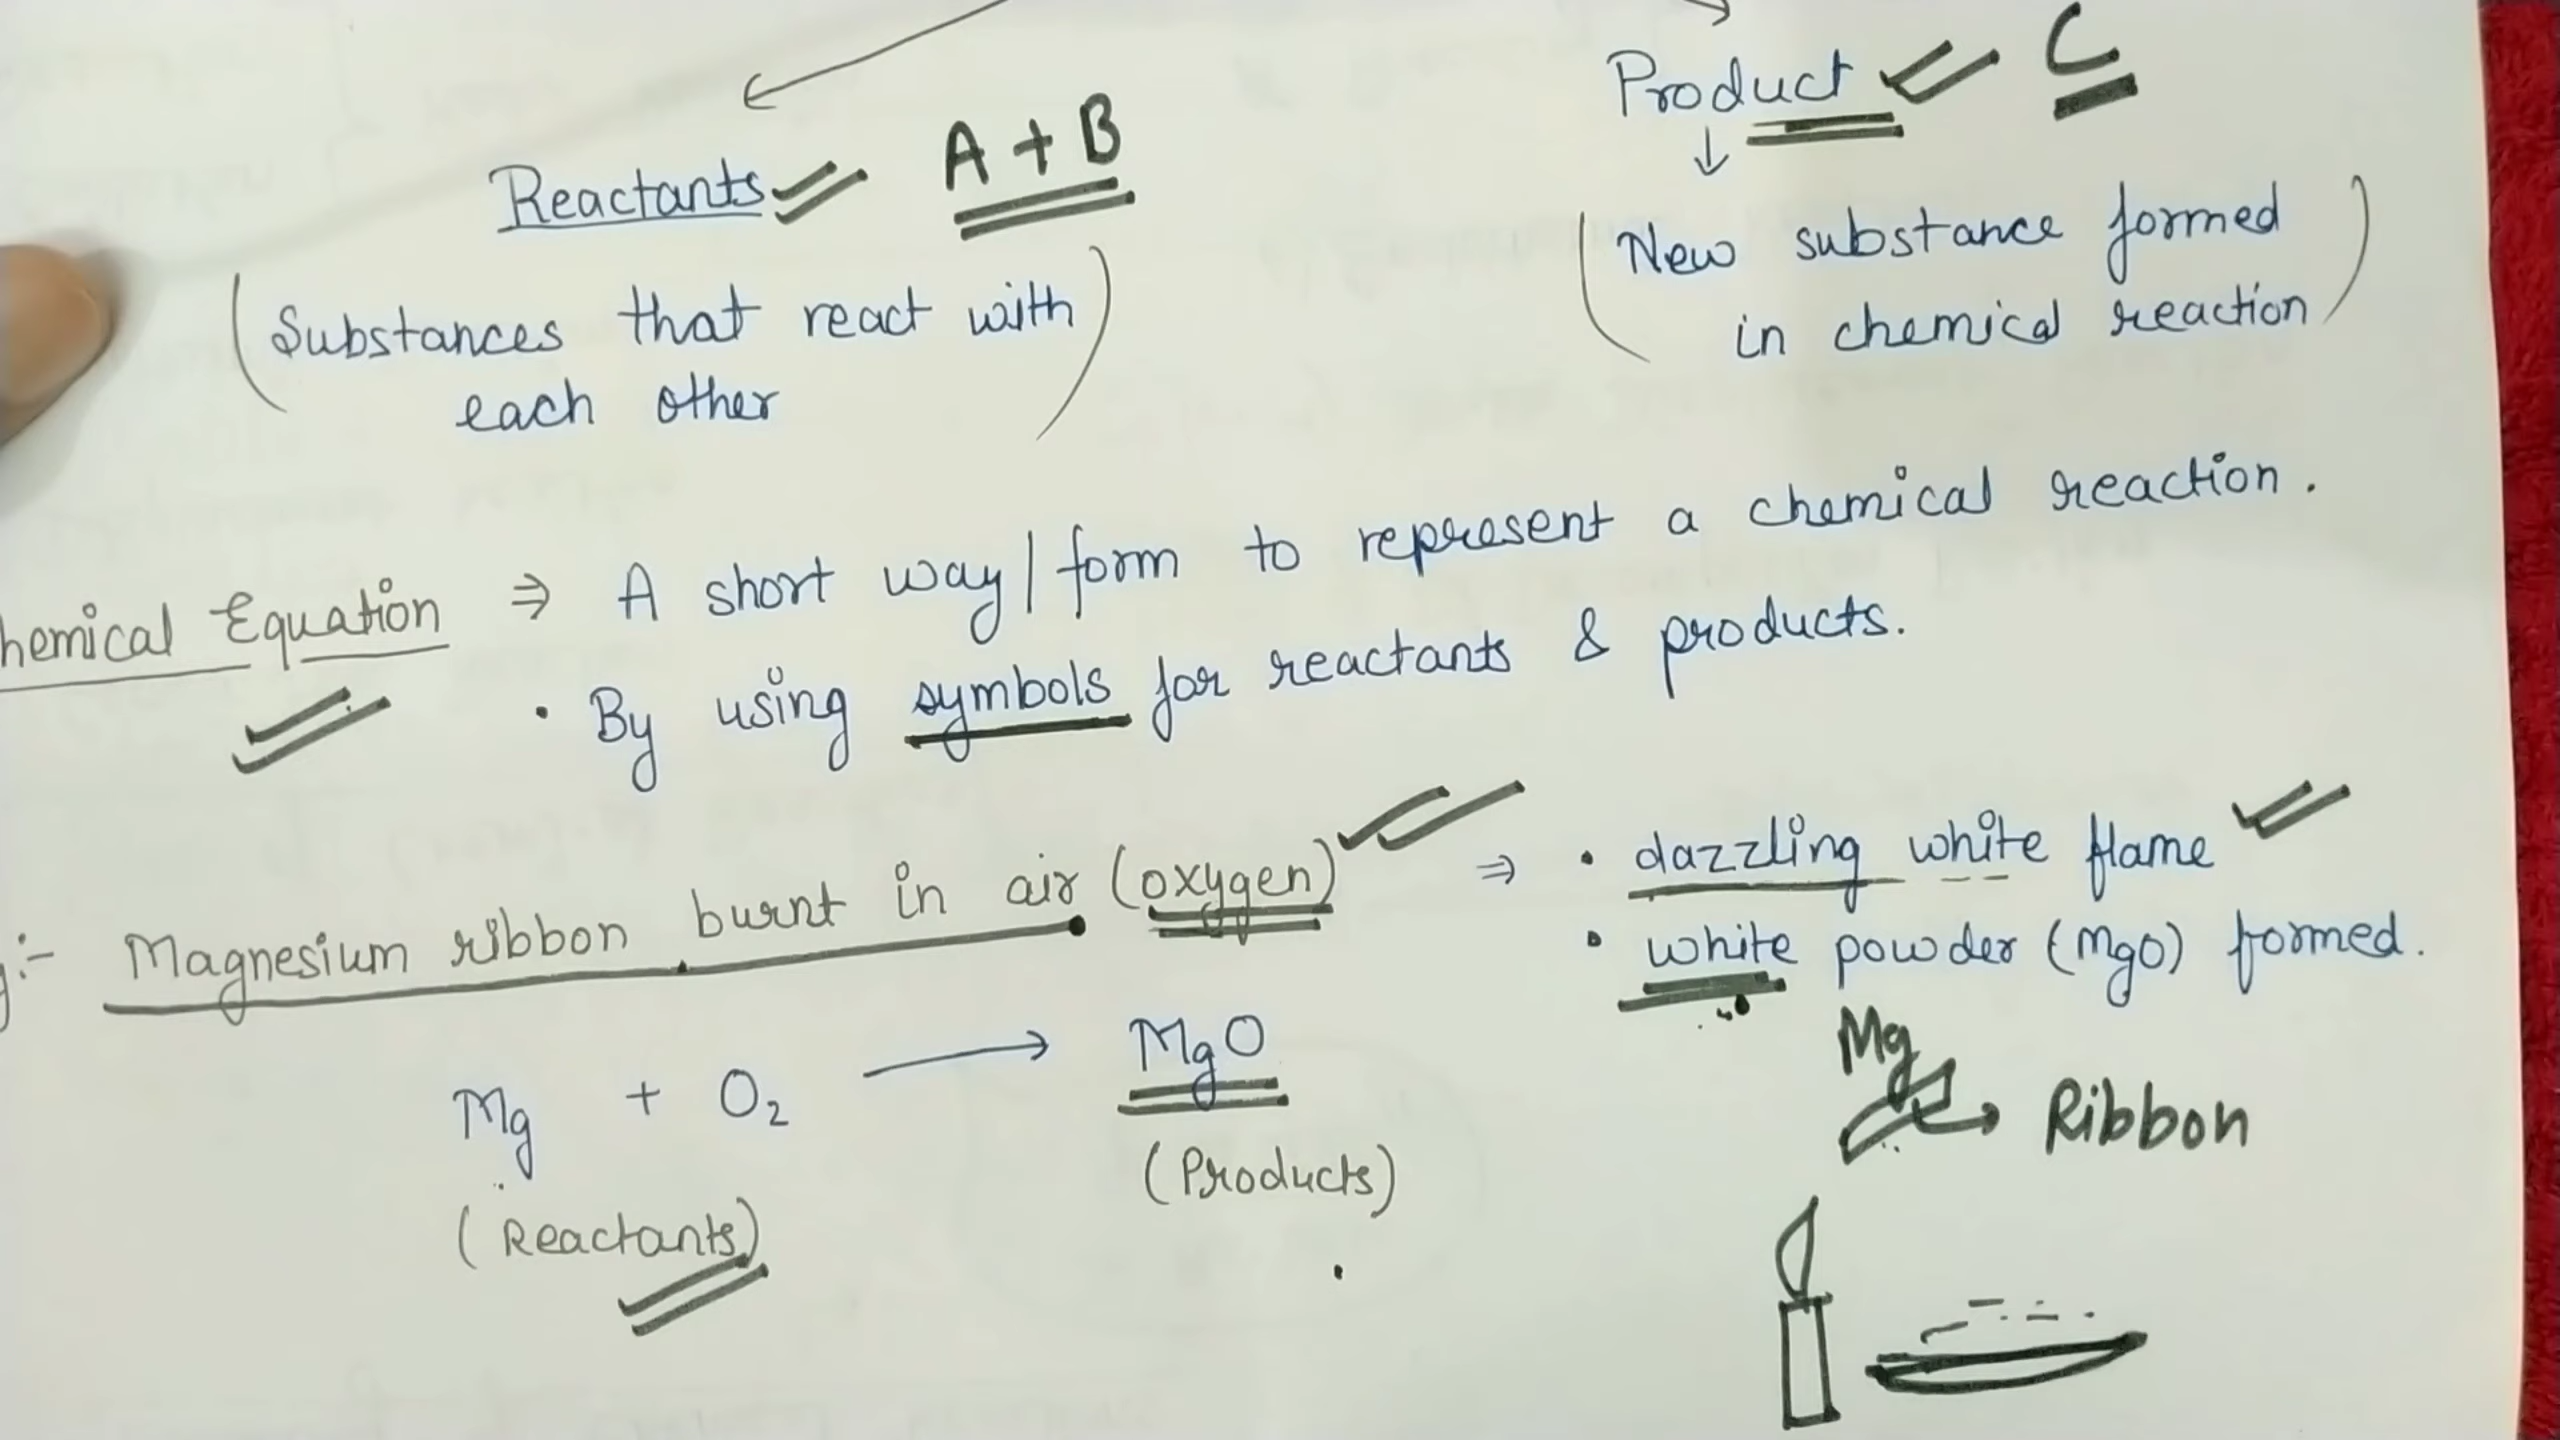 Reactants A + B
(Substances that react with
each other)
Product C
↓
(New substance formed
in chemical reaction)
hemical Equation ⇒ A short way/form to represent a chemical reaction.
• By using symbols for reactants & products.
g:- Magnesium ribbon burnt in air (oxygen) ⇒ • dazzling white flame
• white powder (MgO) formed.
Mg + O₂ ⟶ MgO
(Reactants)
(Products)
Mg
→ Ribbon